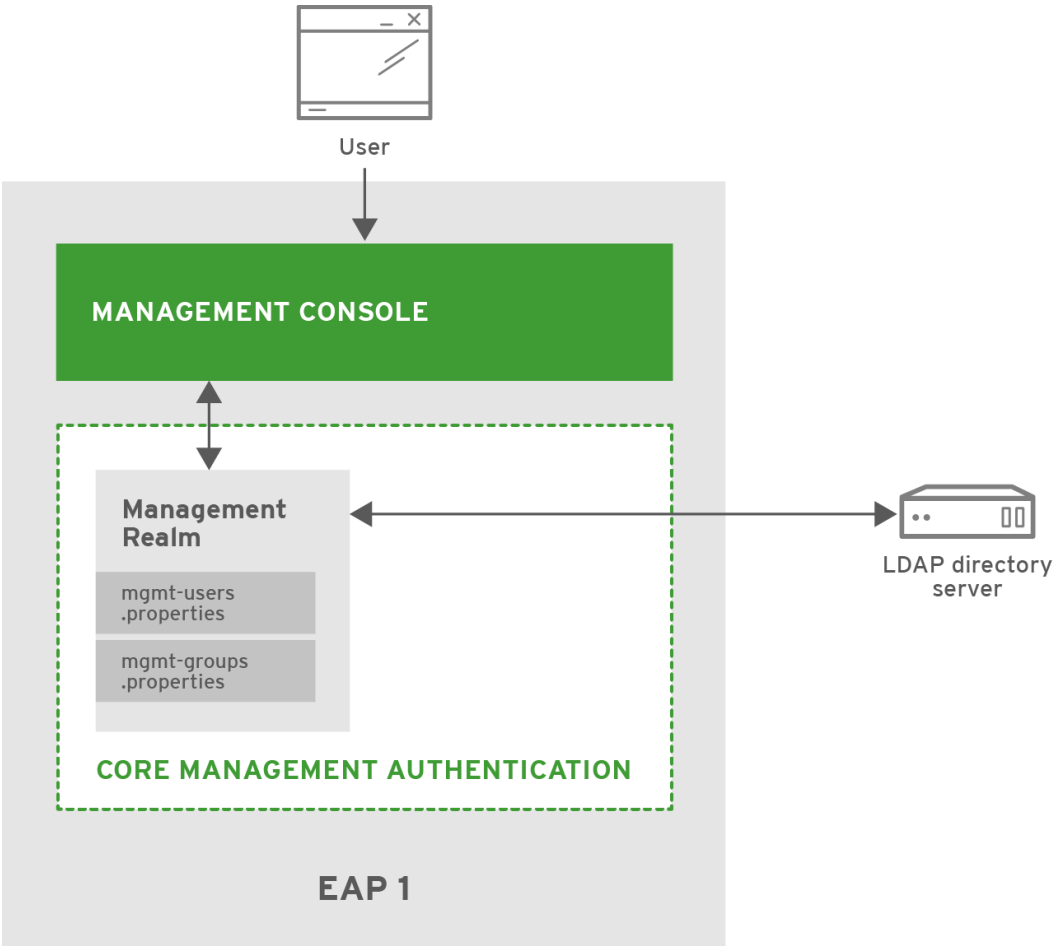 User
MANAGEMENT CONSOLE
Management
Realm
mgmt-users
.properties
mgmt-groups
.properties
CORE MANAGEMENT AUTHENTICATION
LDAP directory
server
EAP 1